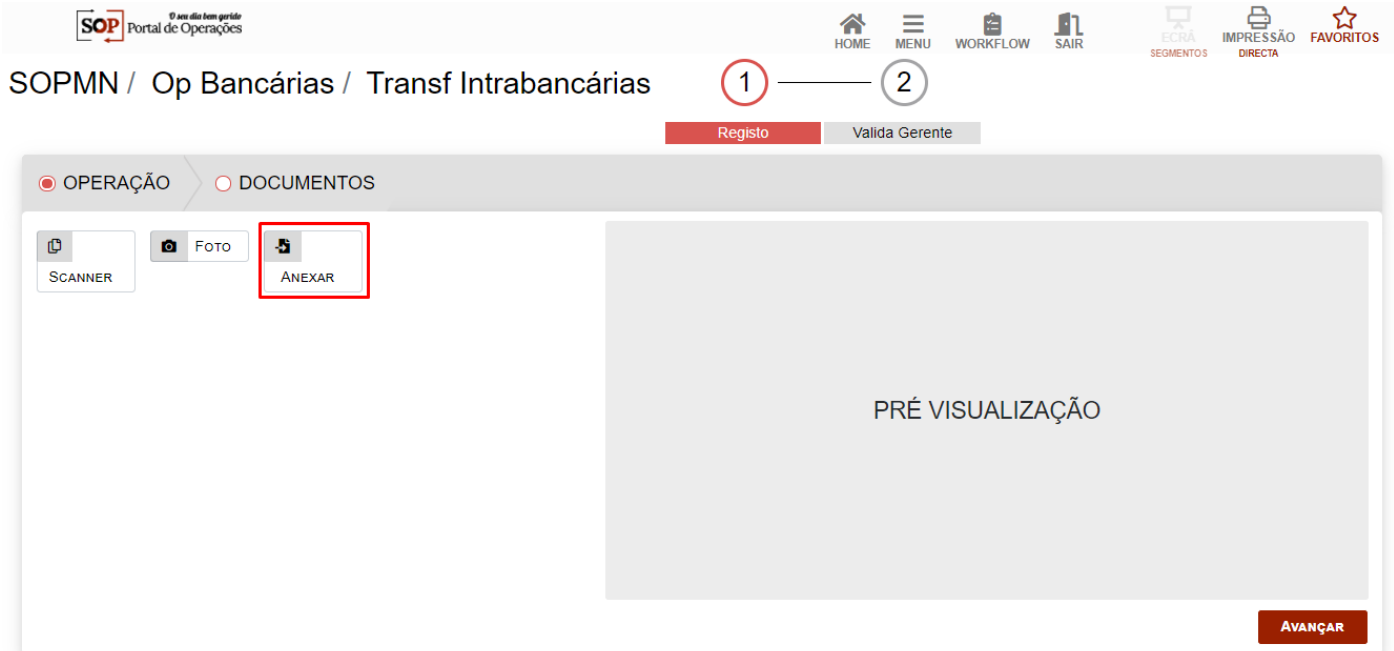 O seu dia bem gerido
SOP Portal de Operações
HOME MENU WORKFLOW SAIR ECRÃ IMPRESSÃO FAVORITOS
SEGMENTOS DIRECTA
SOPMN / Op Bancárias / Transf Intrabancárias 1 2
Registo Valida Gerente
OPERAÇÃO DOCUMENTOS
SCANNER
FOTO
ANEXAR
PRÉ VISUALIZAÇÃO
AVANÇAR